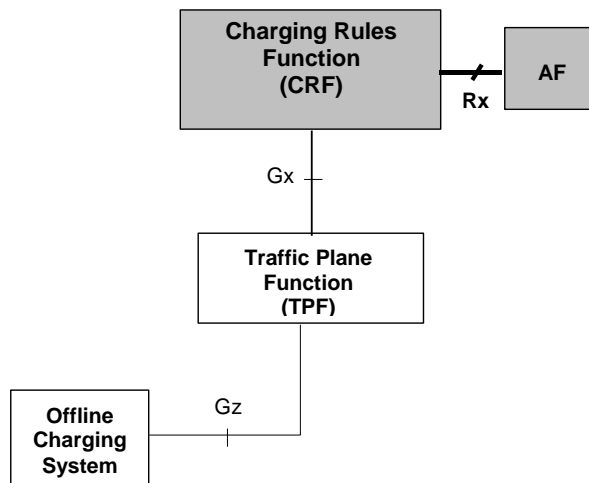 Charging Rules
Function
(CRF)
AF
Rx
Gx
Traffic Plane
Function
(TPF)
Gz
Offline
Charging
System